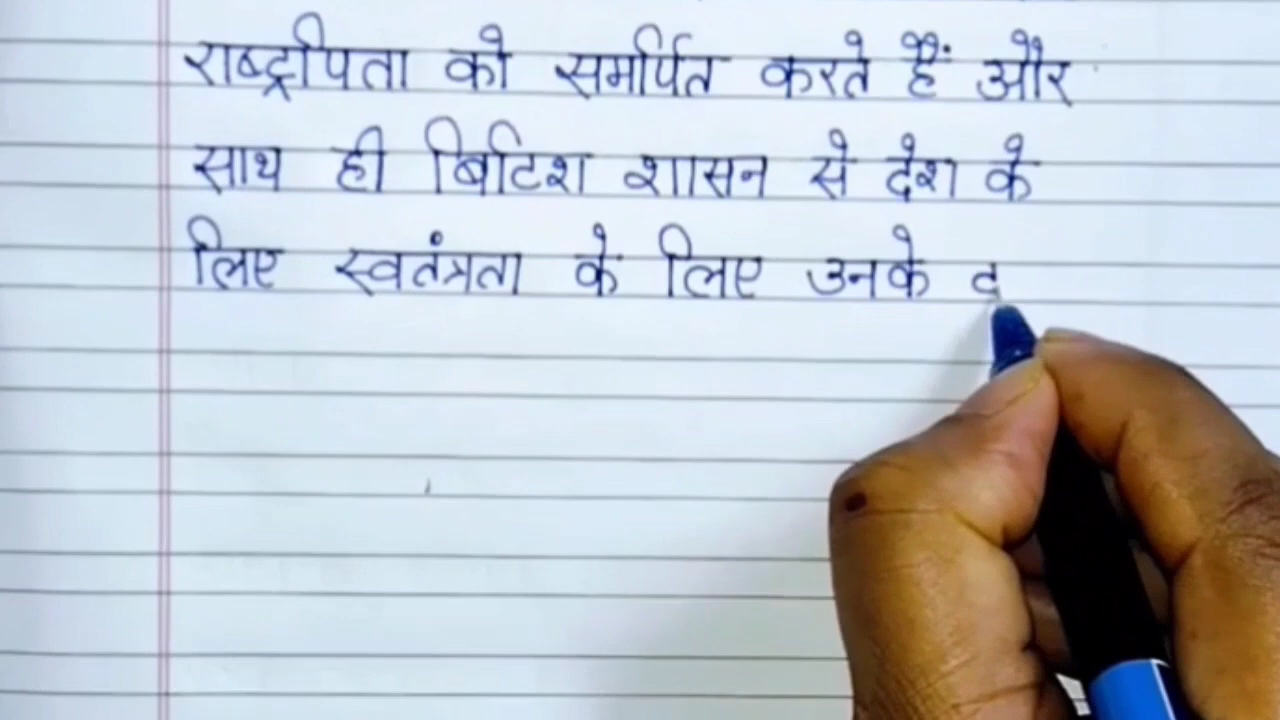 राष्ट्रपिता को समर्पित करते हैं और
साथ ही ब्रिटिश शासन से देश के
लिए स्वतंत्रता के लिए उनके द